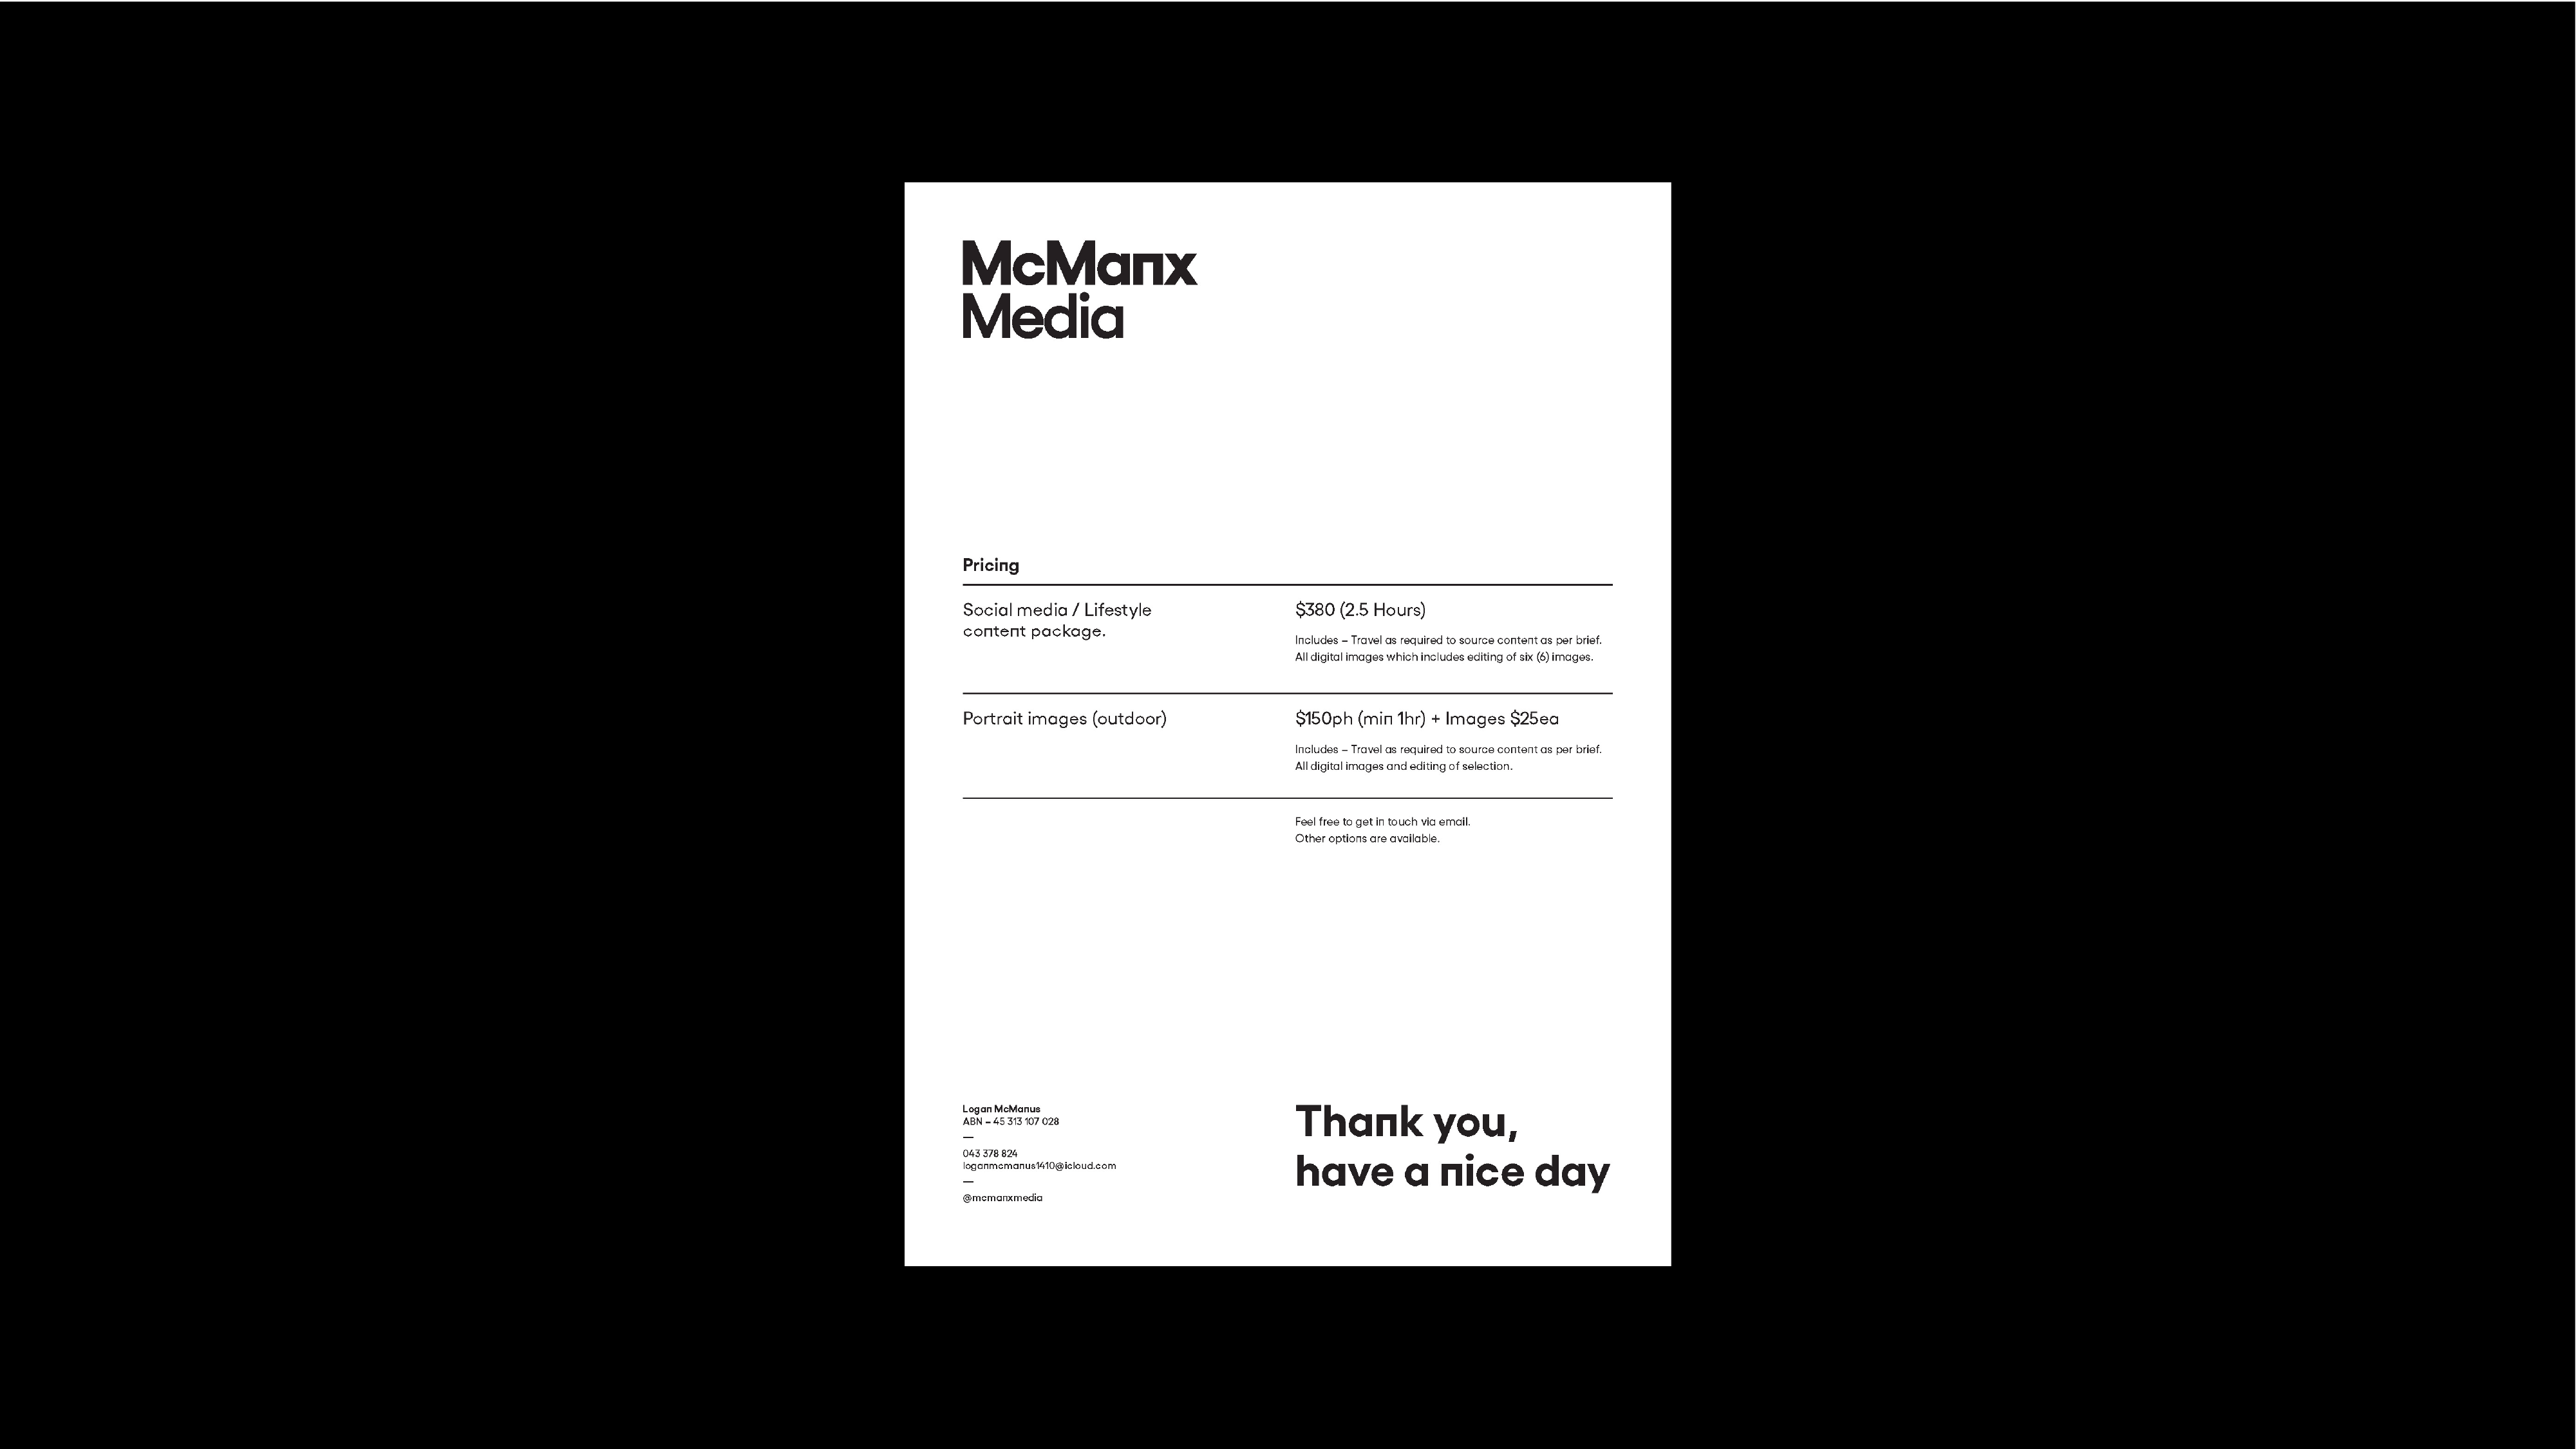 McManx
Media
Pricing
Social media / Lifestyle
content package.
$380 (2.5 Hours)
Includes – Travel as required to source content as per brief.
All digital images which includes editing of six (6) images.
Portrait images (outdoor)
$150ph (min 1hr) + Images $25ea
Includes – Travel as required to source content as per brief.
All digital images and editing of selection.
Feel free to get in touch via email.
Other options are available.
Logan McManus
ABN – 45 313 107 028
—
043 378 824
loganmcmanus1410@icloud.com
—
@mcmanxmedia
Thank you,
have a nice day